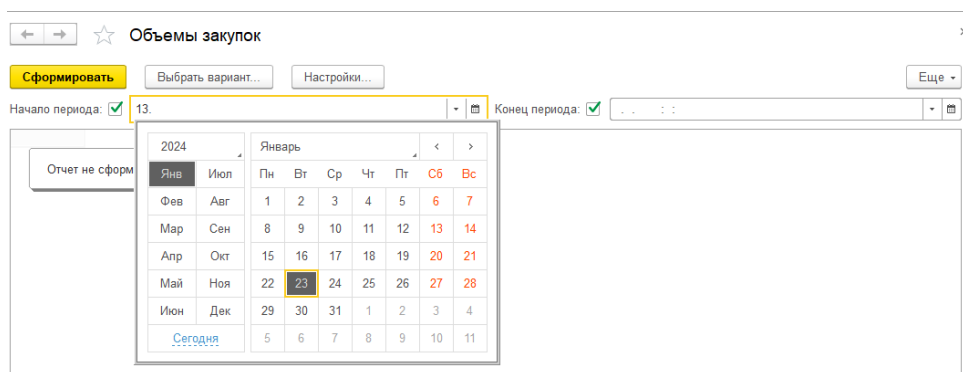 Объемы закупок
Сформировать Выбрать вариант... Настройки... Еще
Начало периода: 13. Конец периода: . . : :
Отчет не сформ
2024 Январь < >
Янв Июл Пн Вт Ср Чт Пт Сб Вс
Фев Авг 1 2 3 4 5 6 7
Мар Сен 8 9 10 11 12 13 14
Апр Окт 15 16 17 18 19 20 21
Май Ноя 22 23 24 25 26 27 28
Июн Дек 29 30 31 1 2 3 4
Сегодня 5 6 7 8 9 10 11